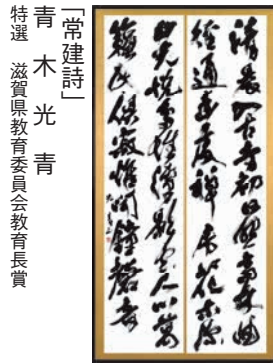 清晨入古寺初日照高林曲
径通幽處禅房花木深
山光悦鳥性潭影空人心萬
籟此俱寂惟聞鐘磬音
「常建詩」
青木光青
特選　滋賀県教育委員会教育長賞